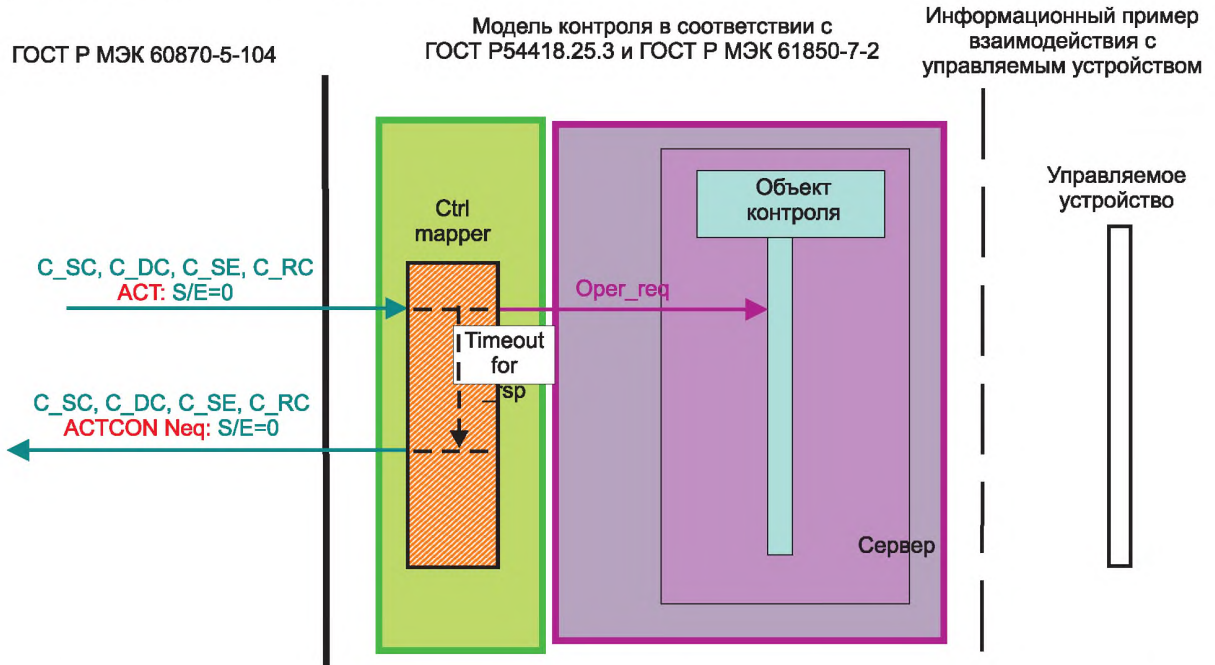 ГОСТ Р МЭК 60870-5-104
Модель контроля в соответствии с
ГОСТ Р54418.25.3 и ГОСТ Р МЭК 61850-7-2
Информационный пример
взаимодействия с
управляемым устройством
Ctrl
mapper
Объект
контроля
Управляемое
устройство
C_SC, C_DC, C_SE, C_RC
ACT: S/E=0
Oper_req
Timeout
for
_rsp
C_SC, C_DC, C_SE, C_RC
ACTCON Neq: S/E=0
Сервер